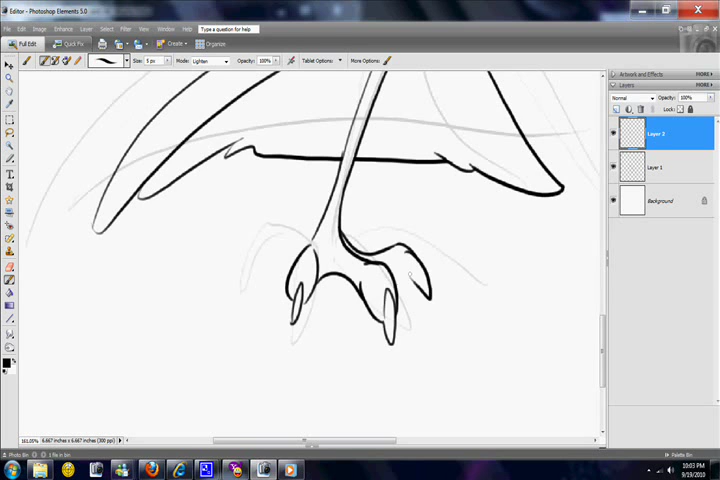 Editor - Photoshop Elements 5.0
File Edit Image Enhance Layer Select Filter View Window Help Type a question for help
Full Edit Quick Fix Create Organize
Size: 5 px Mode: Lighten Opacity: 100% Tablet Options: More Options:
Artwork and Effects MORE
Layers MORE
Normal Opacity: 100%
Lock:
Layer 2
Layer 1
Background
161.05% 6.667 inches x 6.667 inches (300 ppi)
Photo Bin 1 file in bin Palette Bin
10:03 PM
9/19/2010